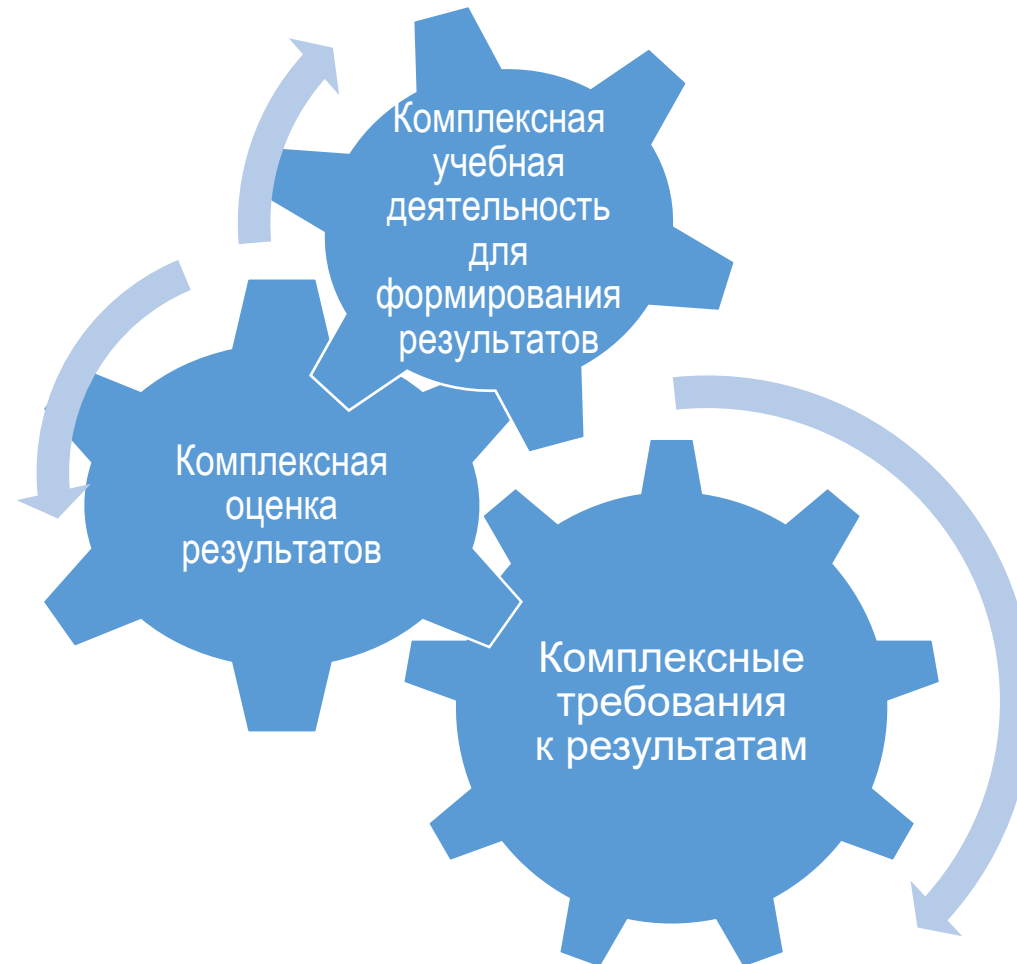 Комплексная
учебная
деятельность
для
формирования
результатов
Комплексная
оценка
результатов
Комплексные
требования
к результатам